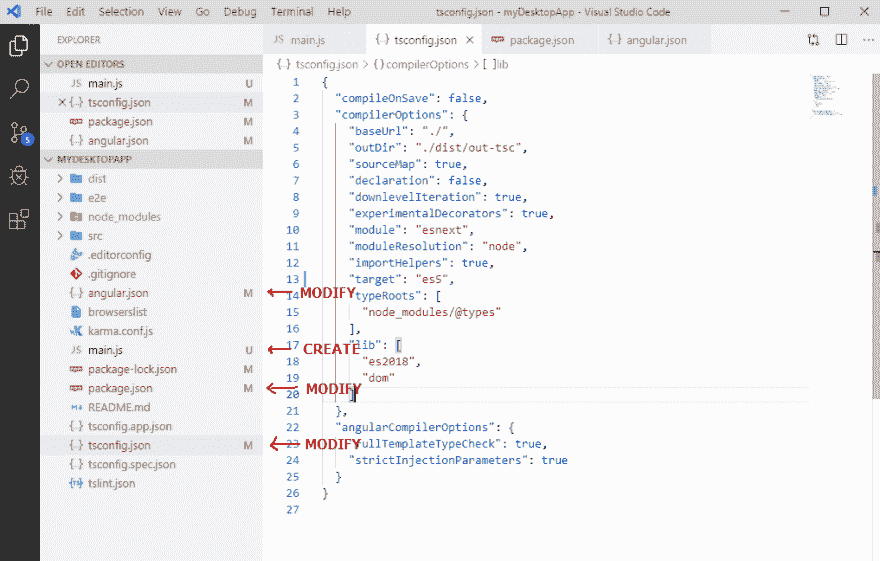 File Edit Selection View Go Debug Terminal Help tsconfig.json - myDesktopApp - Visual Studio Code
EXPLORER
JS main.js
{..} tsconfig.json ×
package.json
{..} angular.json
...
OPEN EDITORS
{..} tsconfig.json > {} compilerOptions > [ ] lib
JS main.js U
× {..} tsconfig.json M
package.json M
{..} angular.json M
5
MYDESKTOPAPP
> dist
> e2e
> node_modules
> src
.editorconfig
.gitignore
{..} angular.json M
browserslist
karma.conf.js
JS main.js U
package-lock.json
package.json M
README.md
{..} tsconfig.app.json
{..} tsconfig.json M
{..} tsconfig.spec.json
tslint.json
← MODIFY
← CREATE
← MODIFY
← MODIFY
1 {
2 "compileOnSave": false,
3 "compilerOptions": {
4 "baseUrl": "./",
5 "outDir": "./dist/out-tsc",
6 "sourceMap": true,
7 "declaration": false,
8 "downlevelIteration": true,
9 "experimentalDecorators": true,
10 "module": "esnext",
11 "moduleResolution": "node",
12 "importHelpers": true,
13 "target": "es5",
14 "typeRoots": [
15 "node_modules/@types"
16 ],
17 "lib": [
18 "es2018",
19 "dom"
20 ]
21 },
22 "angularCompilerOptions": {
23 "fullTemplateTypeCheck": true,
24 "strictInjectionParameters": true
25 }
26 }
27